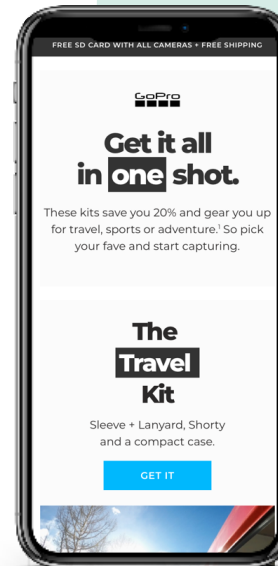 FREE SD CARD WITH ALL CAMERAS + FREE SHIPPING
GoPro
Get it all
in one shot.
These kits save you 20% and gear you up
for travel, sports or adventure.¹ So pick
your fave and start capturing.
The
Travel
Kit
Sleeve + Lanyard, Shorty
and a compact case.
GET IT